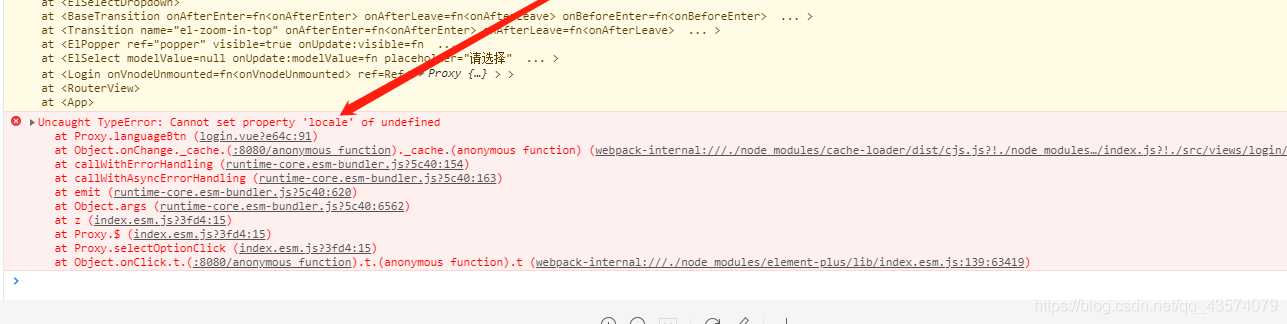 at <ElSelectDropdown>
at <BaseTransition onAfterEnter=fn<onAfterEnter> onAfterLeave=fn<onAfterLeave> onBeforeEnter=fn<onBeforeEnter> ... >
at <Transition name="el-zoom-in-top" onAfterEnter=fn<onAfterEnter> onAfterLeave=fn<onAfterLeave> ... >
at <ElPopper ref="popper" visible=true onUpdate:visible=fn ...
at <ElSelect modelValue=null onUpdate:modelValue=fn placeholder="请选择" ... >
at <Login onVnodeUnmounted=fn<onVnodeUnmounted> ref=Ref< Proxy {…} > >
at <RouterView>
at <App>
Uncaught TypeError: Cannot set property 'locale' of undefined
at Proxy.languageBtn (login.vue?e64c:91)
at Object.onChange._cache.(:8080/anonymous function)._cache.(anonymous function) (webpack-internal:///./node_modules/cache-loader/dist/cjs.js?!./node_modules…/index.js?!./src/views/login/
at callWithErrorHandling (runtime-core.esm-bundler.js?5c40:154)
at callWithAsyncErrorHandling (runtime-core.esm-bundler.js?5c40:163)
at emit (runtime-core.esm-bundler.js?5c40:620)
at Object.args (runtime-core.esm-bundler.js?5c40:6562)
at z (index.esm.js?3fd4:15)
at Proxy.$ (index.esm.js?3fd4:15)
at Proxy.selectOptionClick (index.esm.js?3fd4:15)
at Object.onClick.t.(:8080/anonymous function).t.(anonymous function).t (webpack-internal:///./node_modules/element-plus/lib/index.esm.js:139:63419)
https://blog.csdn.net/qq_43574079